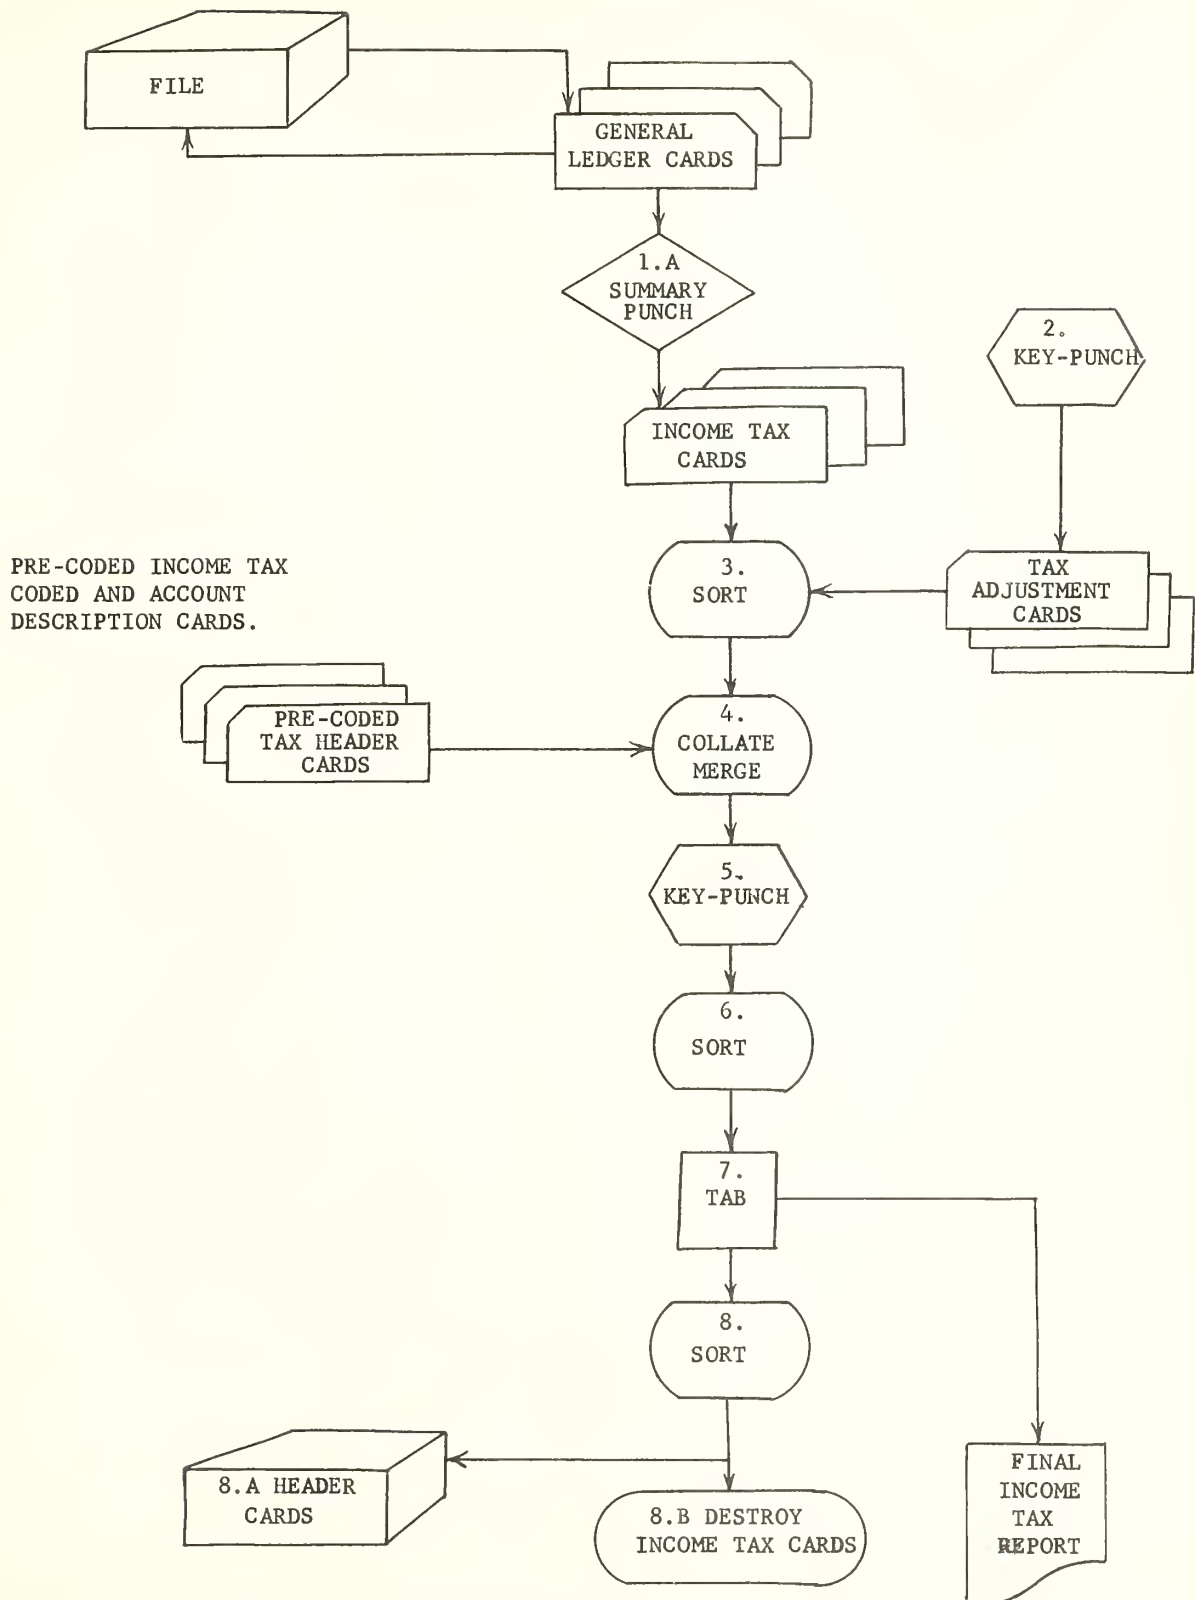 FILE
GENERAL
LEDGER CARDS
1.A
SUMMARY
PUNCH
2.
KEY-PUNCH
INCOME TAX
CARDS
PRE-CODED INCOME TAX
CODED AND ACCOUNT
DESCRIPTION CARDS.
3.
SORT
TAX
ADJUSTMENT
CARDS
PRE-CODED
TAX HEADER
CARDS
4.
COLLATE
MERGE
5.
KEY-PUNCH
6.
SORT
7.
TAB
8.
SORT
8.A HEADER
CARDS
8.B DESTROY
INCOME TAX CARDS
FINAL
INCOME
TAX
REPORT